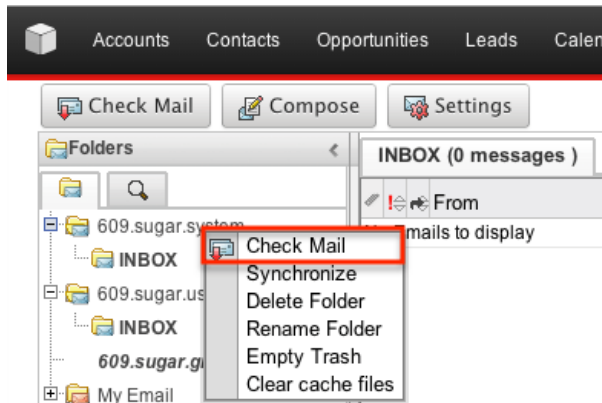 Accounts Contacts Opportunities Leads Calen
Check Mail Compose Settings
Folders
INBOX (0 messages )
From
609.sugar.system
Emails to display
INBOX
609.sugar.us
INBOX
609.sugar.g
My Email
Check Mail
Synchronize
Delete Folder
Rename Folder
Empty Trash
Clear cache files